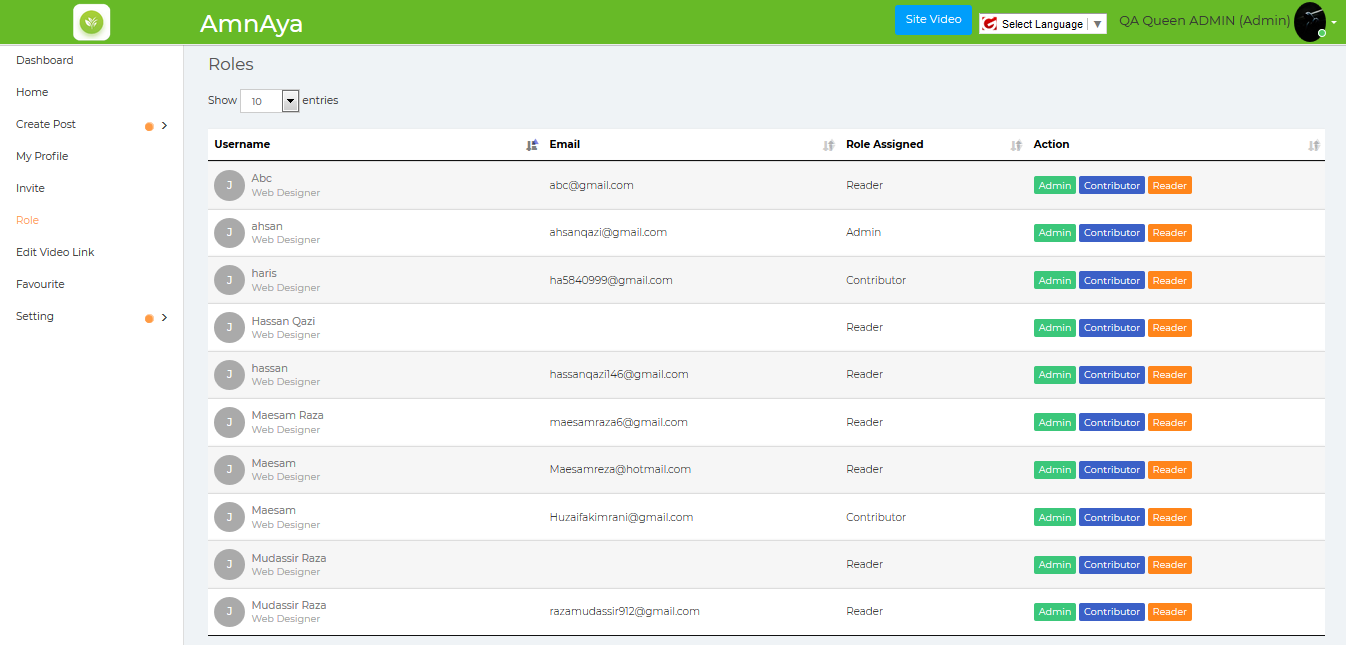 AmnAya
Site Video
Select Language
QA Queen ADMIN (Admin)
Dashboard
Home
Create Post
My Profile
Invite
Role
Edit Video Link
Favourite
Setting
Roles
Show 10 entries
Username Email Role Assigned Action
J Abc
Web Designer
abc@gmail.com Reader Admin Contributor Reader
J ahsan
Web Designer
ahsanqazi@gmail.com Admin Admin Contributor Reader
J haris
Web Designer
ha5840999@gmail.com Contributor Admin Contributor Reader
J Hassan Qazi
Web Designer
Reader Admin Contributor Reader
J hassan
Web Designer
hassanqazi146@gmail.com Reader Admin Contributor Reader
J Maesam Raza
Web Designer
maesamraza6@gmail.com Reader Admin Contributor Reader
J Maesam
Web Designer
Maesamreza@hotmail.com Reader Admin Contributor Reader
J Maesam
Web Designer
Huzaifakimrani@gmail.com Contributor Admin Contributor Reader
J Mudassir Raza
Web Designer
Reader Admin Contributor Reader
J Mudassir Raza
Web Designer
razamudassir912@gmail.com Reader Admin Contributor Reader